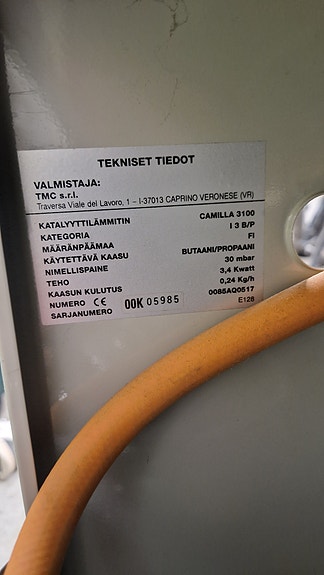 TEKNISET TIEDOT
VALMISTAJA:
TMC s.r.l.
Traversa Viale del Lavoro, 1 – I-37013 CAPRINO VERONESE (VR)
KATALYYTTILÄMMITIN CAMILLA 3100
KATEGORIA I 3 B/P
MÄÄRÄNPÄÄMAA FI
KÄYTETTÄVÄ KAASU BUTAANI/PROPAANI
NIMELLISPAINE 30 mbar
TEHO 3,4 Kwatt
KAASUN KULUTUS 0,24 Kg/h
NUMERO CE 00K 05985 0085AQ0517
SARJANUMERO E128